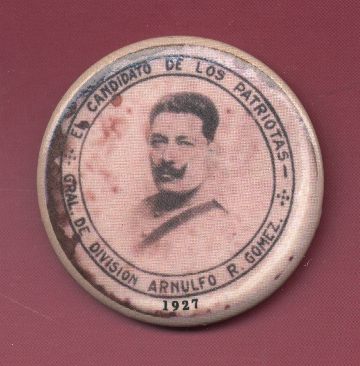 EL CANDIDATO DE LOS PATRIOTAS—
GRAL. DE DIVISION ARNULFO R. GOMEZ.
1927